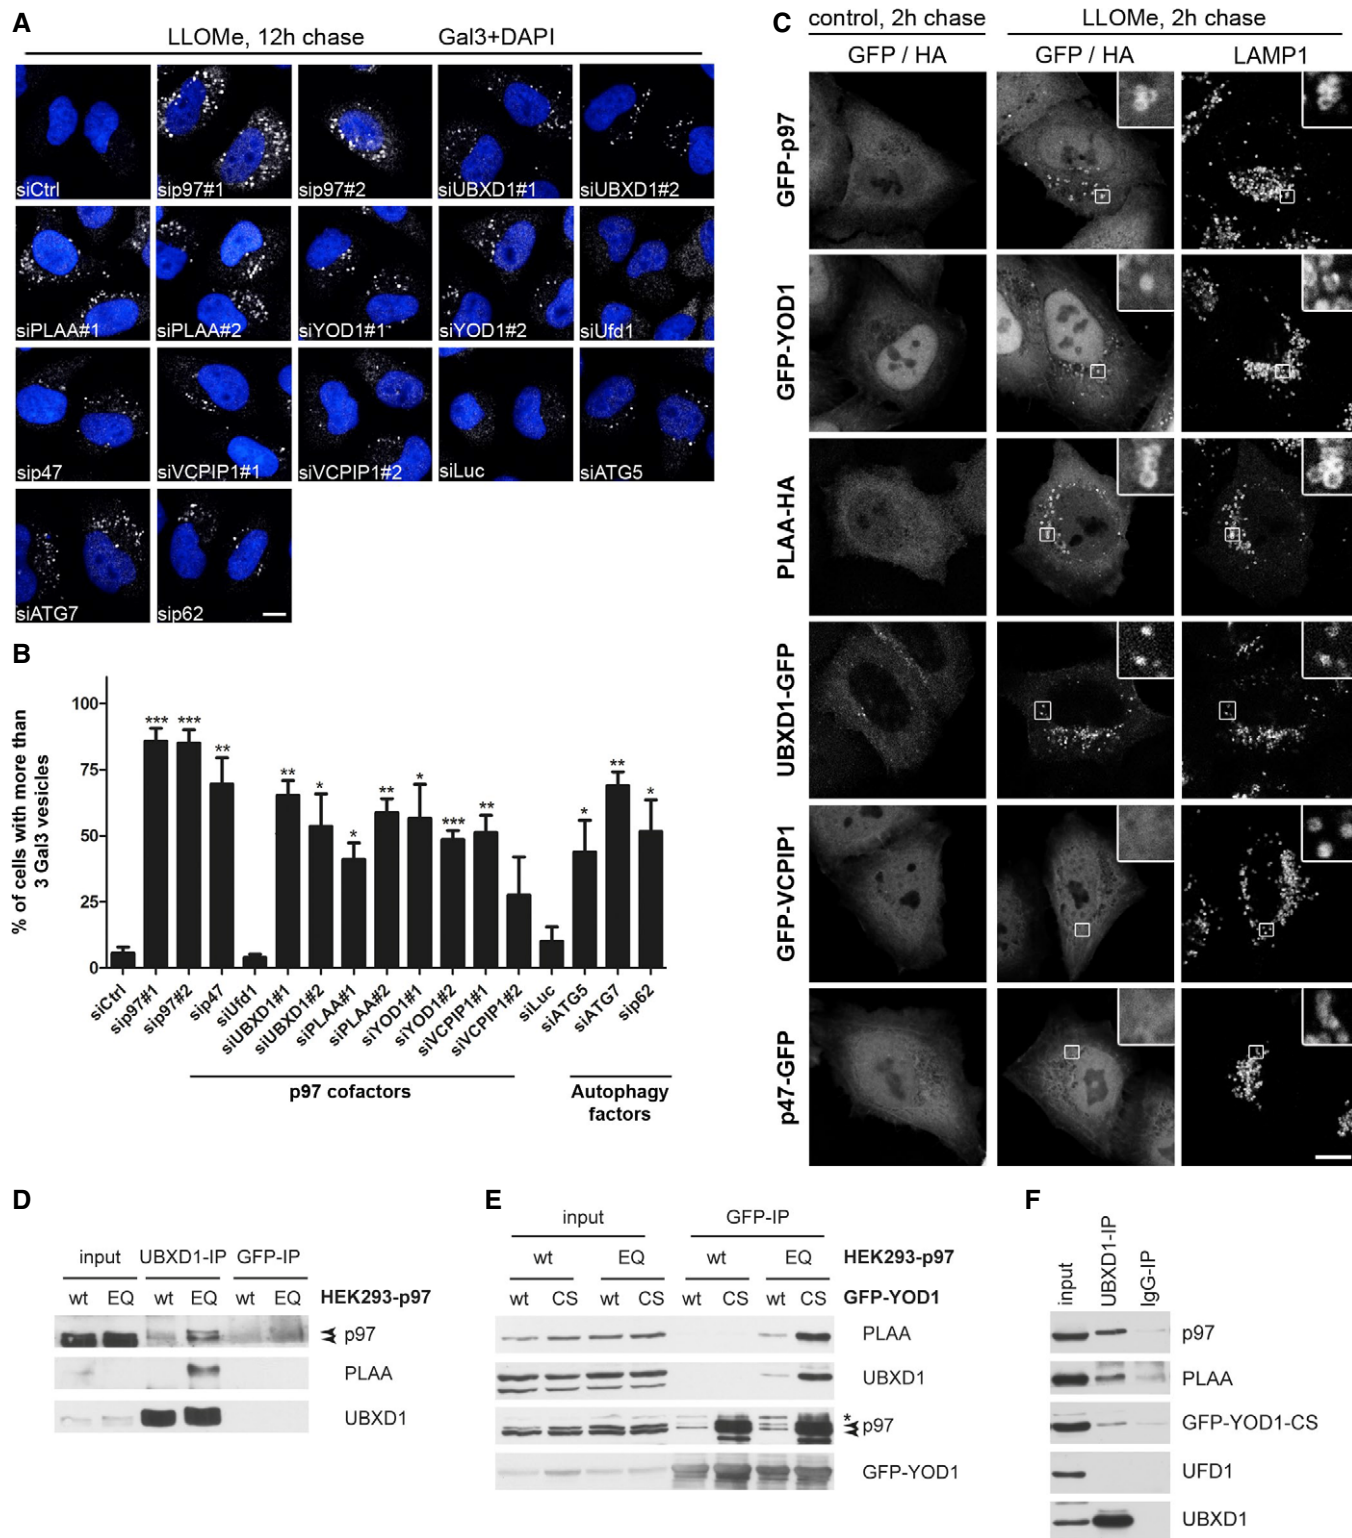 A
LLOMe, 12h chase Gal3+DAPI
siCtrl sip97#1 sip97#2 siUBXD1#1 siUBXD1#2
siPLAA#1 siPLAA#2 siYOD1#1 siYOD1#2 siUfd1
sip47 siVCPIP1#1 siVCPIP1#2 siLuc siATG5
siATG7 sip62
B
% of cells with more than
3 Gal3 vesicles
100
75
50
25
0
*** *** ** ** * * ** * *** ** * ** *
siCtrl sip97#1 sip97#2 sip47 siUfd1 siUBXD1#1 siUBXD1#2 siPLAA#1 siPLAA#2 siYOD1#1 siYOD1#2 siVCPIP1#1 siVCPIP1#2 siLuc siATG5 siATG7 sip62
p97 cofactors
Autophagy
factors
C
control, 2h chase LLOMe, 2h chase
GFP / HA GFP / HA LAMP1
GFP-p97
GFP-YOD1
PLAA-HA
UBXD1-GFP
GFP-VCPIP1
p47-GFP
D
input UBXD1-IP GFP-IP
wt EQ wt EQ wt EQ HEK293-p97
p97
PLAA
UBXD1
E
input GFP-IP
wt EQ wt EQ HEK293-p97
wt CS wt CS wt CS wt CS GFP-YOD1
PLAA
UBXD1
*
p97
GFP-YOD1
F
input UBXD1-IP IgG-IP
p97
PLAA
GFP-YOD1-CS
UFD1
UBXD1